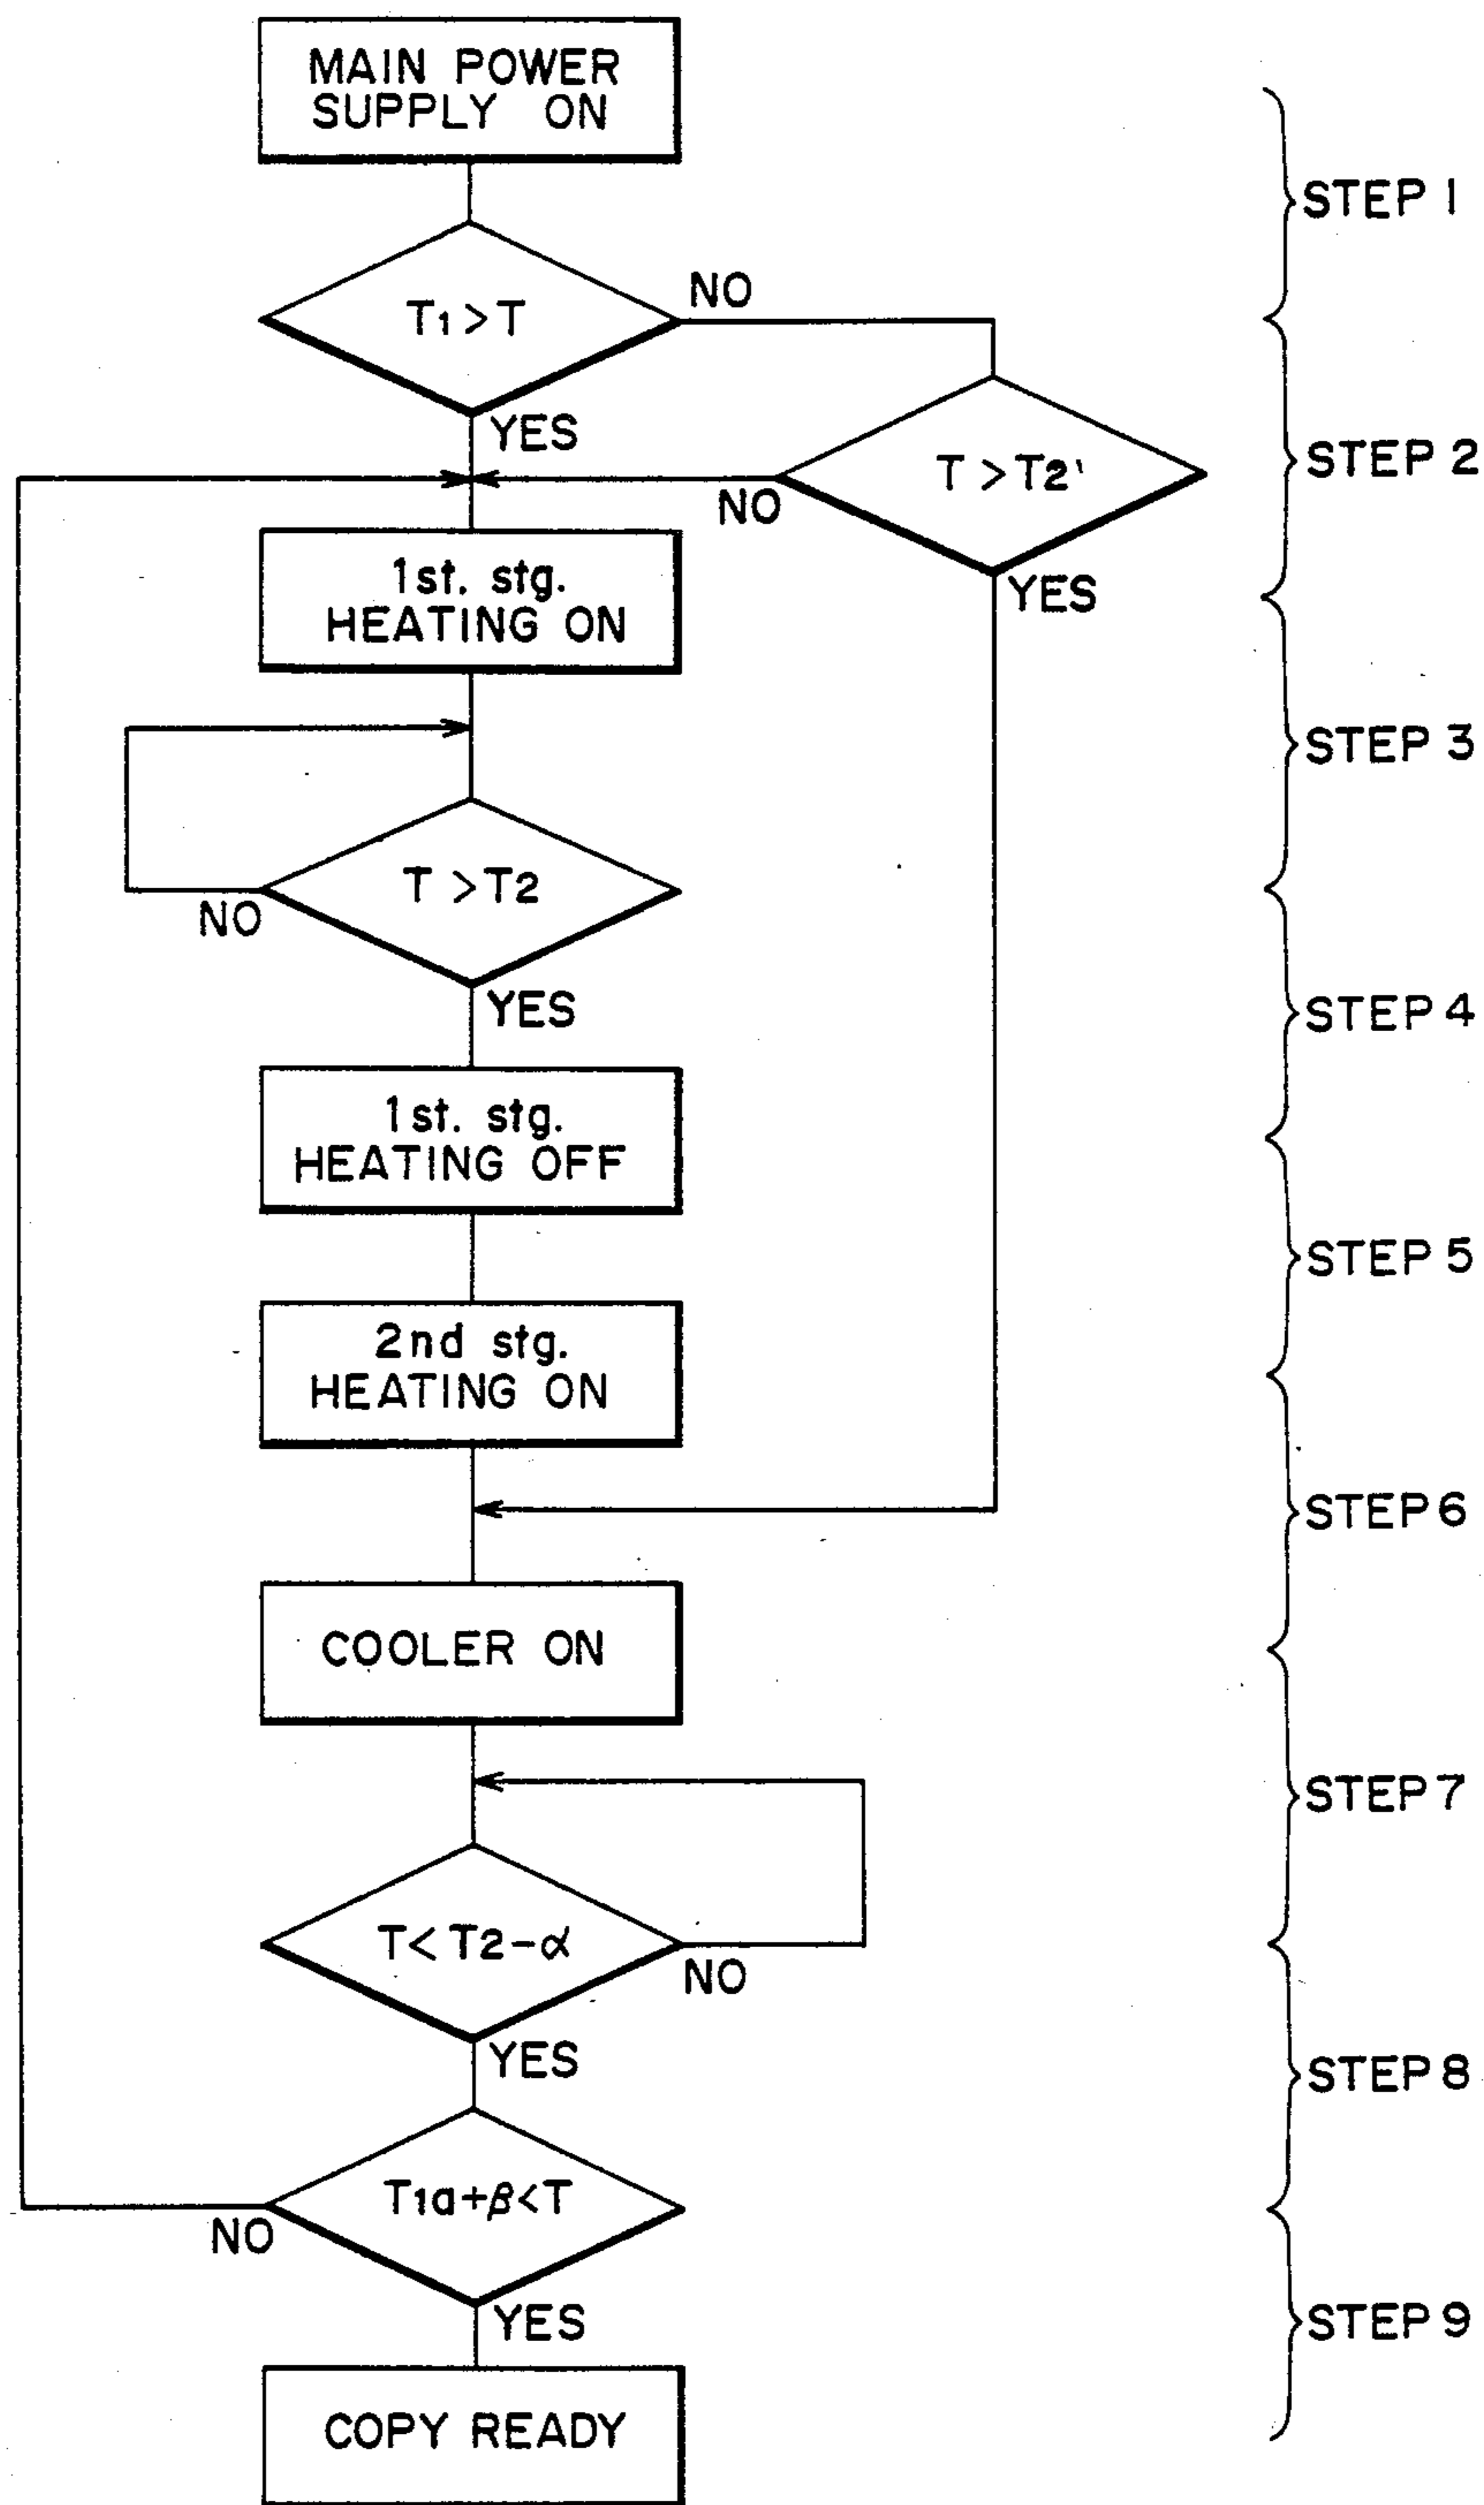 MAIN POWER
SUPPLY ON
STEP 1
T1>T
NO
YES
T>T2'
STEP 2
NO
YES
1st. stg.
HEATING ON
STEP 3
T>T2
NO
YES
STEP 4
1st. stg.
HEATING OFF
STEP 5
2nd stg.
HEATING ON
STEP 6
COOLER ON
STEP 7
T<T2-α
NO
YES
STEP 8
T1a+β<T
NO
YES
STEP 9
COPY READY